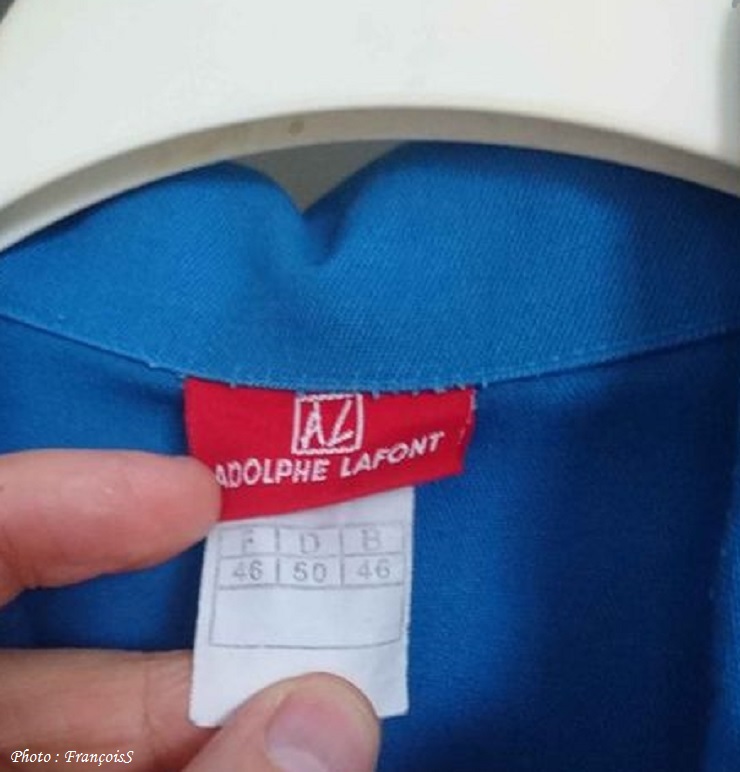 AL
ADOLPHE LAFONT
F D B
46 50 46
Photo : FrançoisS